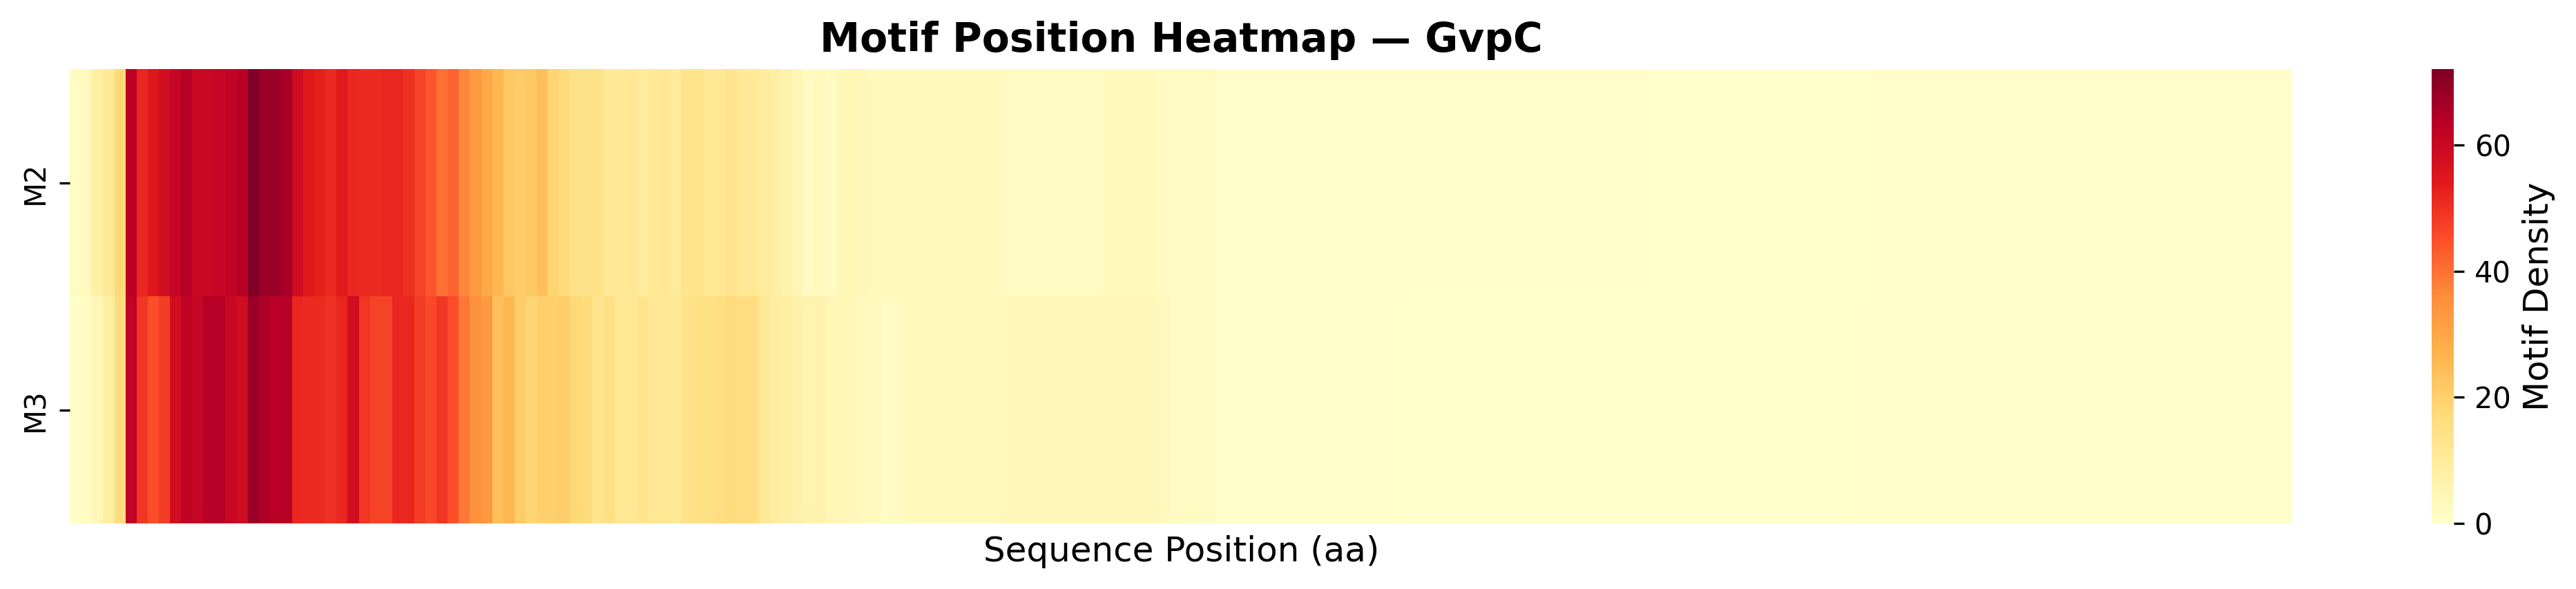 Motif Position Heatmap — GvpC
M2
M3
Sequence Position (aa)
60
40
20
0
Motif Density